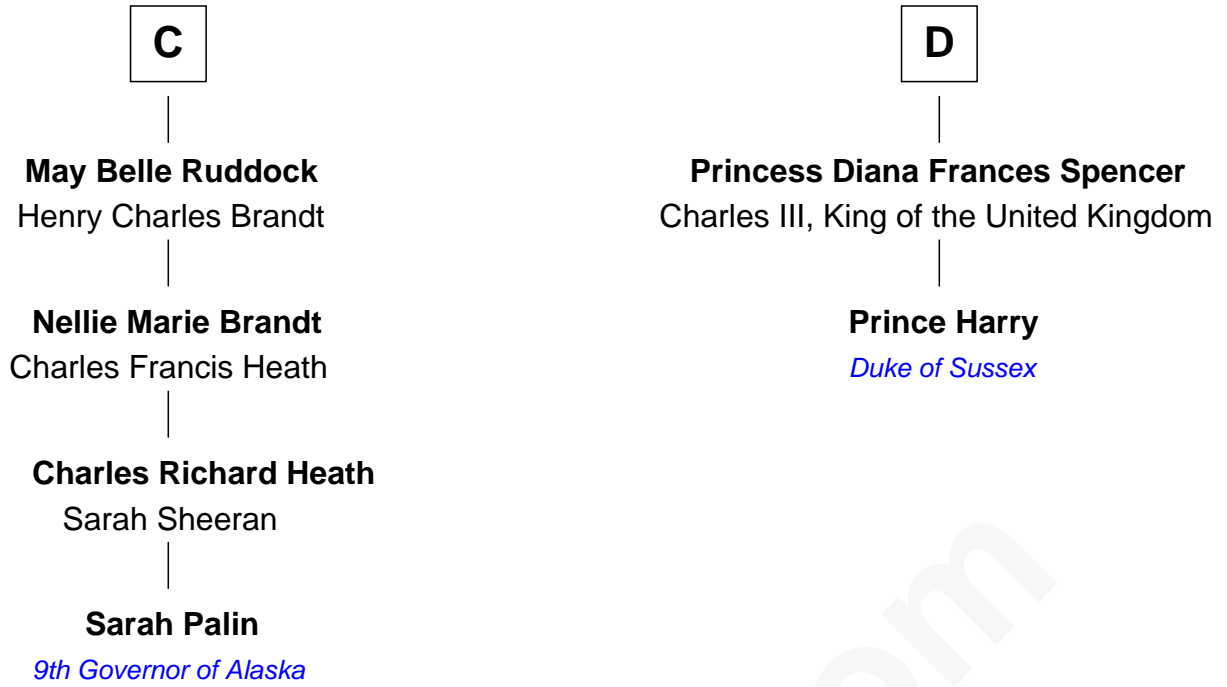 C
May Belle Ruddock
Henry Charles Brandt
Nellie Marie Brandt
Charles Francis Heath
Charles Richard Heath
Sarah Sheeran
Sarah Palin
9th Governor of Alaska
D
Princess Diana Frances Spencer
Charles III, King of the United Kingdom
Prince Harry
Duke of Sussex
om